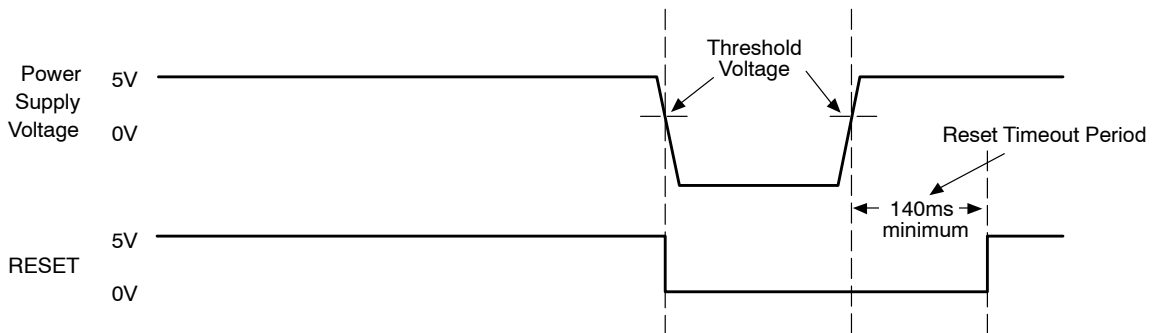 Threshold
Voltage
Power
Supply
Voltage
5V
0V
Reset Timeout Period
140ms
minimum
RESET
5V
0V